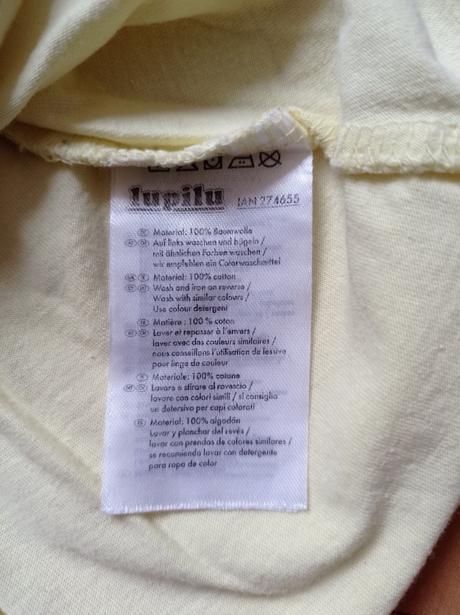 lupilu IAN 274655
Material: 100% Baumwolle
Auf links waschen und bügeln /
mit ähnlichen Farben waschen /
wir empfehlen ein Colorwaschmittel
Material: 100% cotton
Wash and iron on reverse /
Wash with similar colours /
Use colour detergent
Matière : 100 % coton
Laver et repasser à l'envers /
laver avec des couleurs similaires /
nous conseillons l'utilisation de lessive
pour linge de couleur
Materiale: 100% cotone
Lavare e stirare al rovescio /
lavare con colori simili / si consiglia
un detersivo per capi colorati
Material: 100% algodón
Lavar y planchar del revés /
lavar con prendas de colores similares /
se recomienda lavar con detergente
para ropa de color